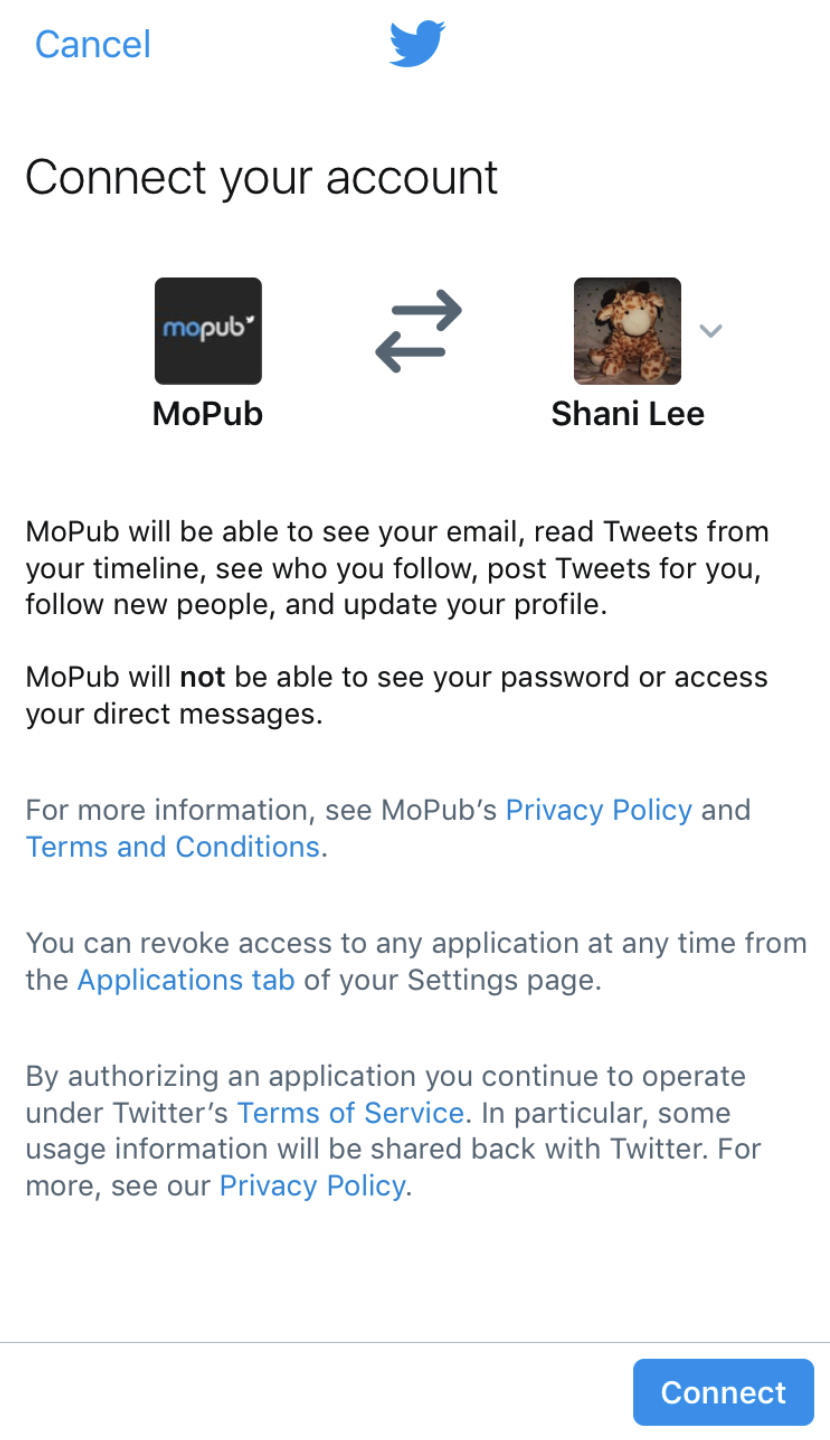 Cancel
Connect your account
mopub
MoPub
Shani Lee
MoPub will be able to see your email, read Tweets from
your timeline, see who you follow, post Tweets for you,
follow new people, and update your profile.
MoPub will not be able to see your password or access
your direct messages.
For more information, see MoPub’s Privacy Policy and
Terms and Conditions.
You can revoke access to any application at any time from
the Applications tab of your Settings page.
By authorizing an application you continue to operate
under Twitter’s Terms of Service. In particular, some
usage information will be shared back with Twitter. For
more, see our Privacy Policy.
Connect